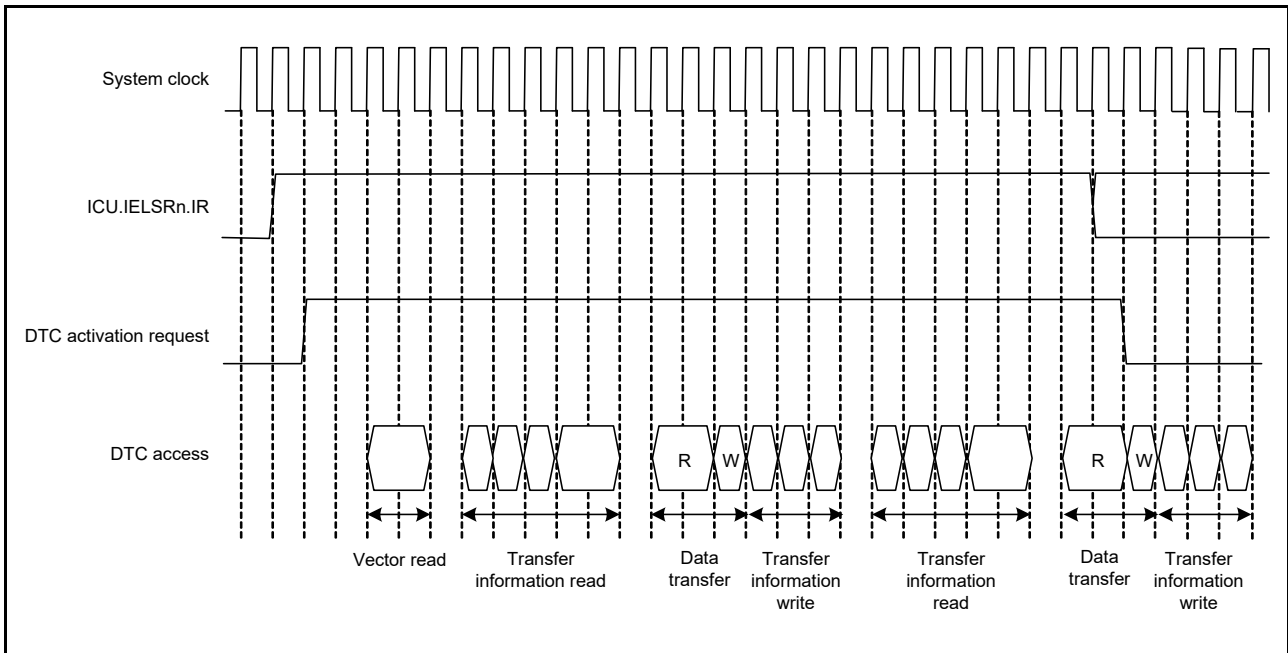 System clock
ICU.IELSRn.IR
DTC activation request
DTC access
R
W
R
W
Vector read
Transfer
information read
Data
transfer
Transfer
information
write
Transfer
information
read
Data
transfer
Transfer
information
write